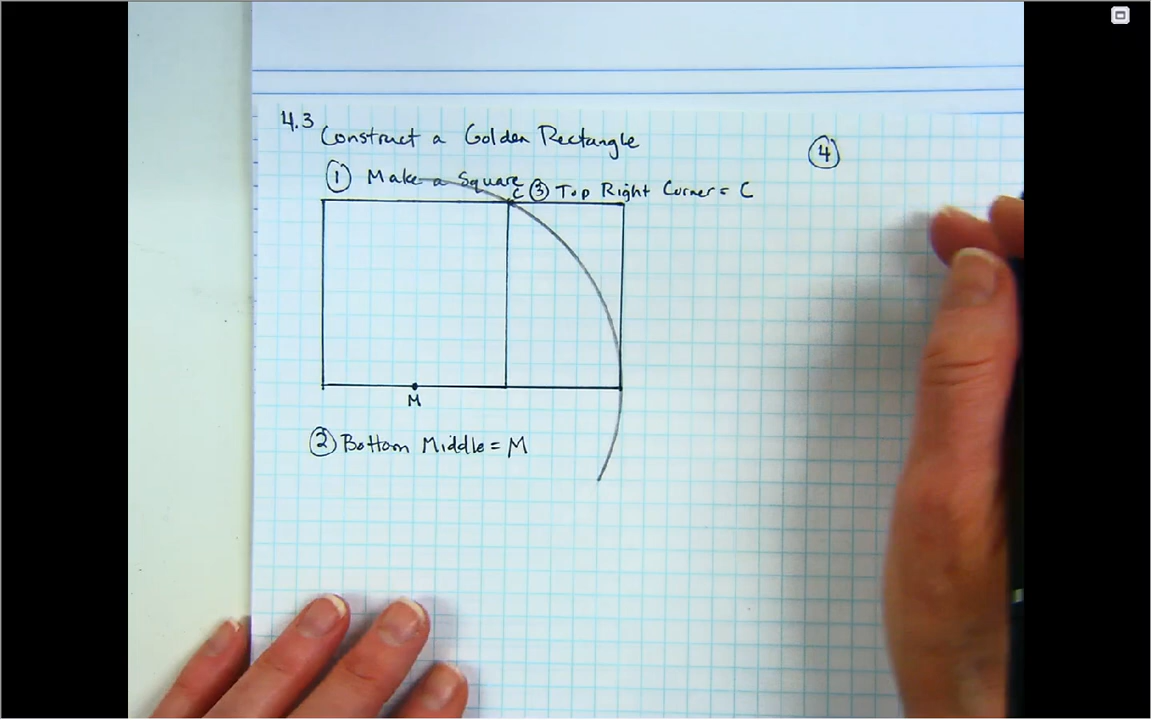 4.3 Construct a Golden Rectangle
④
① Make a Square
C ③ Top Right Corner = C
M
② Bottom Middle = M